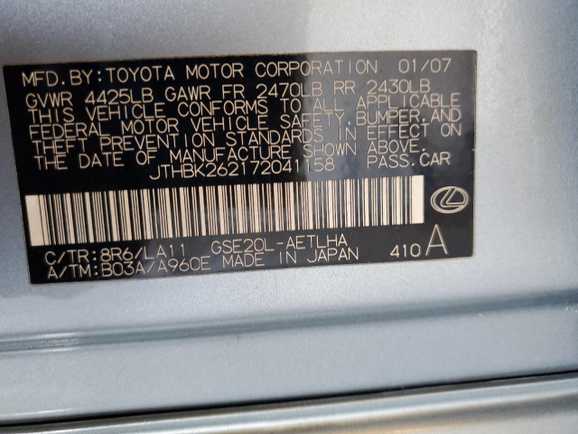 MFD. BY: TOYOTA MOTOR CORPORATION 01/07
GVWR 4425LB GAWR FR 2470LB RR 2430LB
THIS VEHICLE CONFORMS TO ALL APPLICABLE
FEDERAL MOTOR VEHICLE SAFETY, BUMPER, AND
THEFT PREVENTION STANDARDS IN EFFECT ON
THE DATE OF MANUFACTURE SHOWN ABOVE.
JTHBK262172041158 PASS.CAR
C/TR: 8R6/LA11 GSE20L-AETLHA
A/TM: B03A/A960E MADE IN JAPAN 410 A